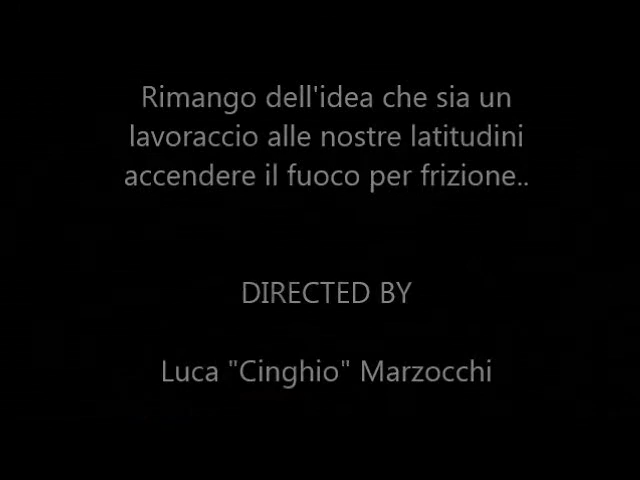 Rimango dell'idea che sia un
lavoraccio alle nostre latitudini
accendere il fuoco per frizione..
DIRECTED BY
Luca "Cinghio" Marzocchi